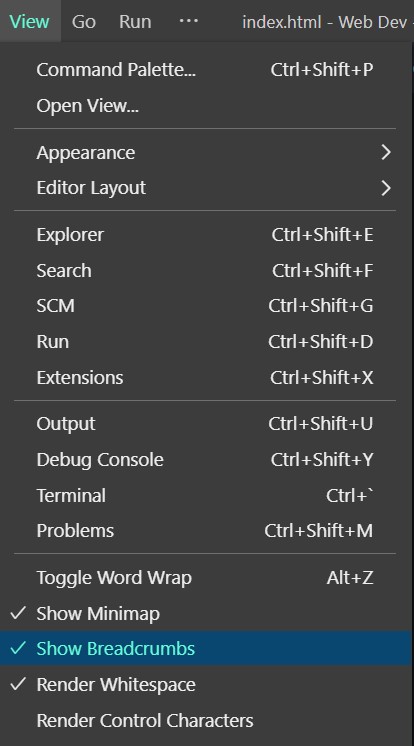 View Go Run ··· index.html - Web Dev -
Command Palette... Ctrl+Shift+P
Open View...
Appearance
Editor Layout
Explorer Ctrl+Shift+E
Search Ctrl+Shift+F
SCM Ctrl+Shift+G
Run Ctrl+Shift+D
Extensions Ctrl+Shift+X
Output Ctrl+Shift+U
Debug Console Ctrl+Shift+Y
Terminal Ctrl+`
Problems Ctrl+Shift+M
Toggle Word Wrap Alt+Z
Show Minimap
Show Breadcrumbs
Render Whitespace
Render Control Characters